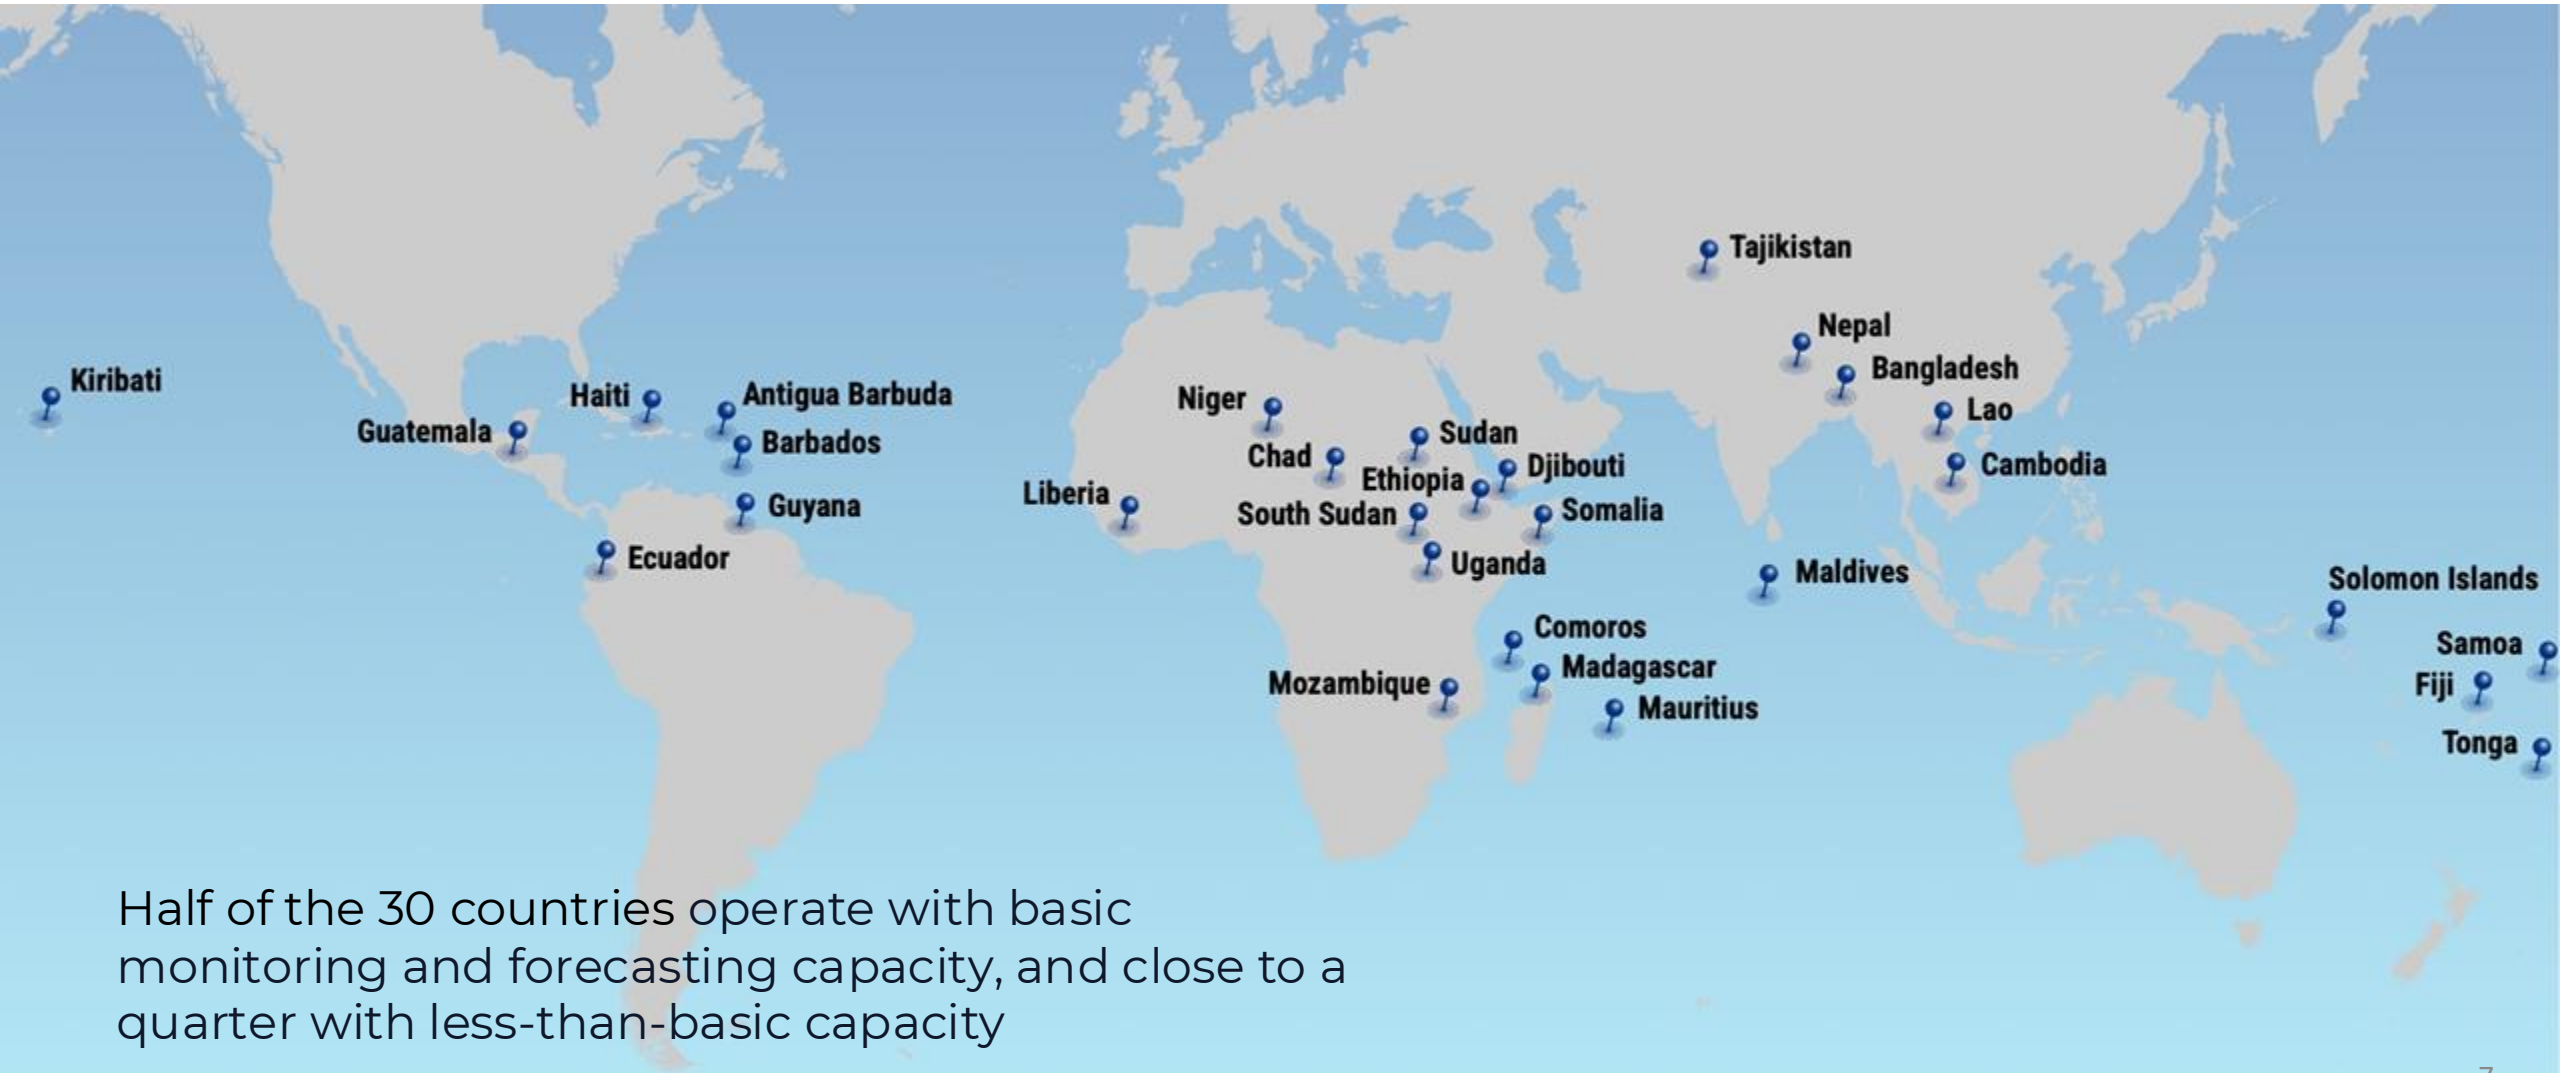 Tajikistan
Nepal
Bangladesh
Kiribati
Haiti
Antigua Barbuda
Niger
Lao
Guatemala
Barbados
Sudan
Chad
Djibouti
Cambodia
Ethiopia
Liberia
Guyana
South Sudan
Somalia
Ecuador
Uganda
Maldives
Solomon Islands
Comoros
Samoa
Madagascar
Mozambique
Fiji
Mauritius
Tonga
Half of the 30 countries operate with basic
monitoring and forecasting capacity, and close to a
quarter with less-than-basic capacity